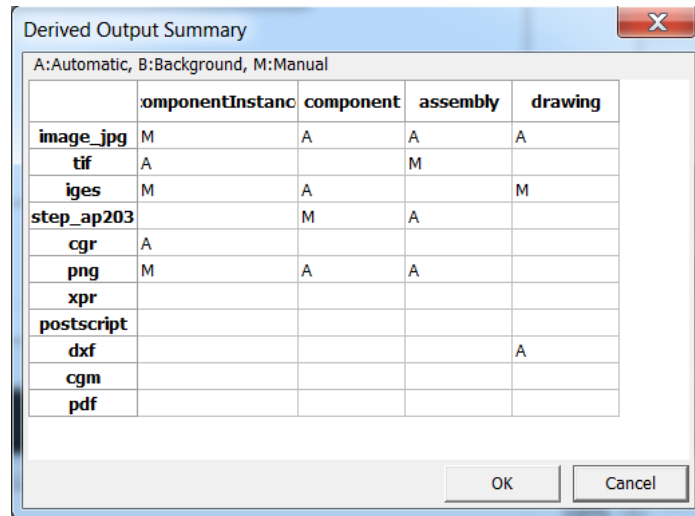 Derived Output Summary
A:Automatic, B:Background, M:Manual
componentInstanc component assembly drawing
image_jpg M A A A
tif A M
iges M A M
step_ap203 M A
cgr A
png M A A
xpr
postscript
dxf A
cgm
pdf
OK Cancel